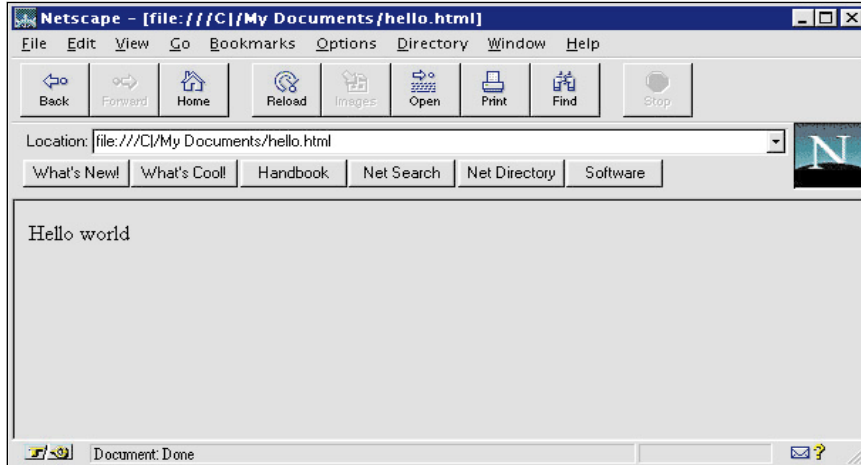 Netscape - [file:///C|/My Documents/hello.html]
File Edit View Go Bookmarks Options Directory Window Help
Back Forward Home Reload Images Open Print Find Stop
Location: file:///C|/My Documents/hello.html
N
What's New! What's Cool! Handbook Net Search Net Directory Software
Hello world
Document: Done